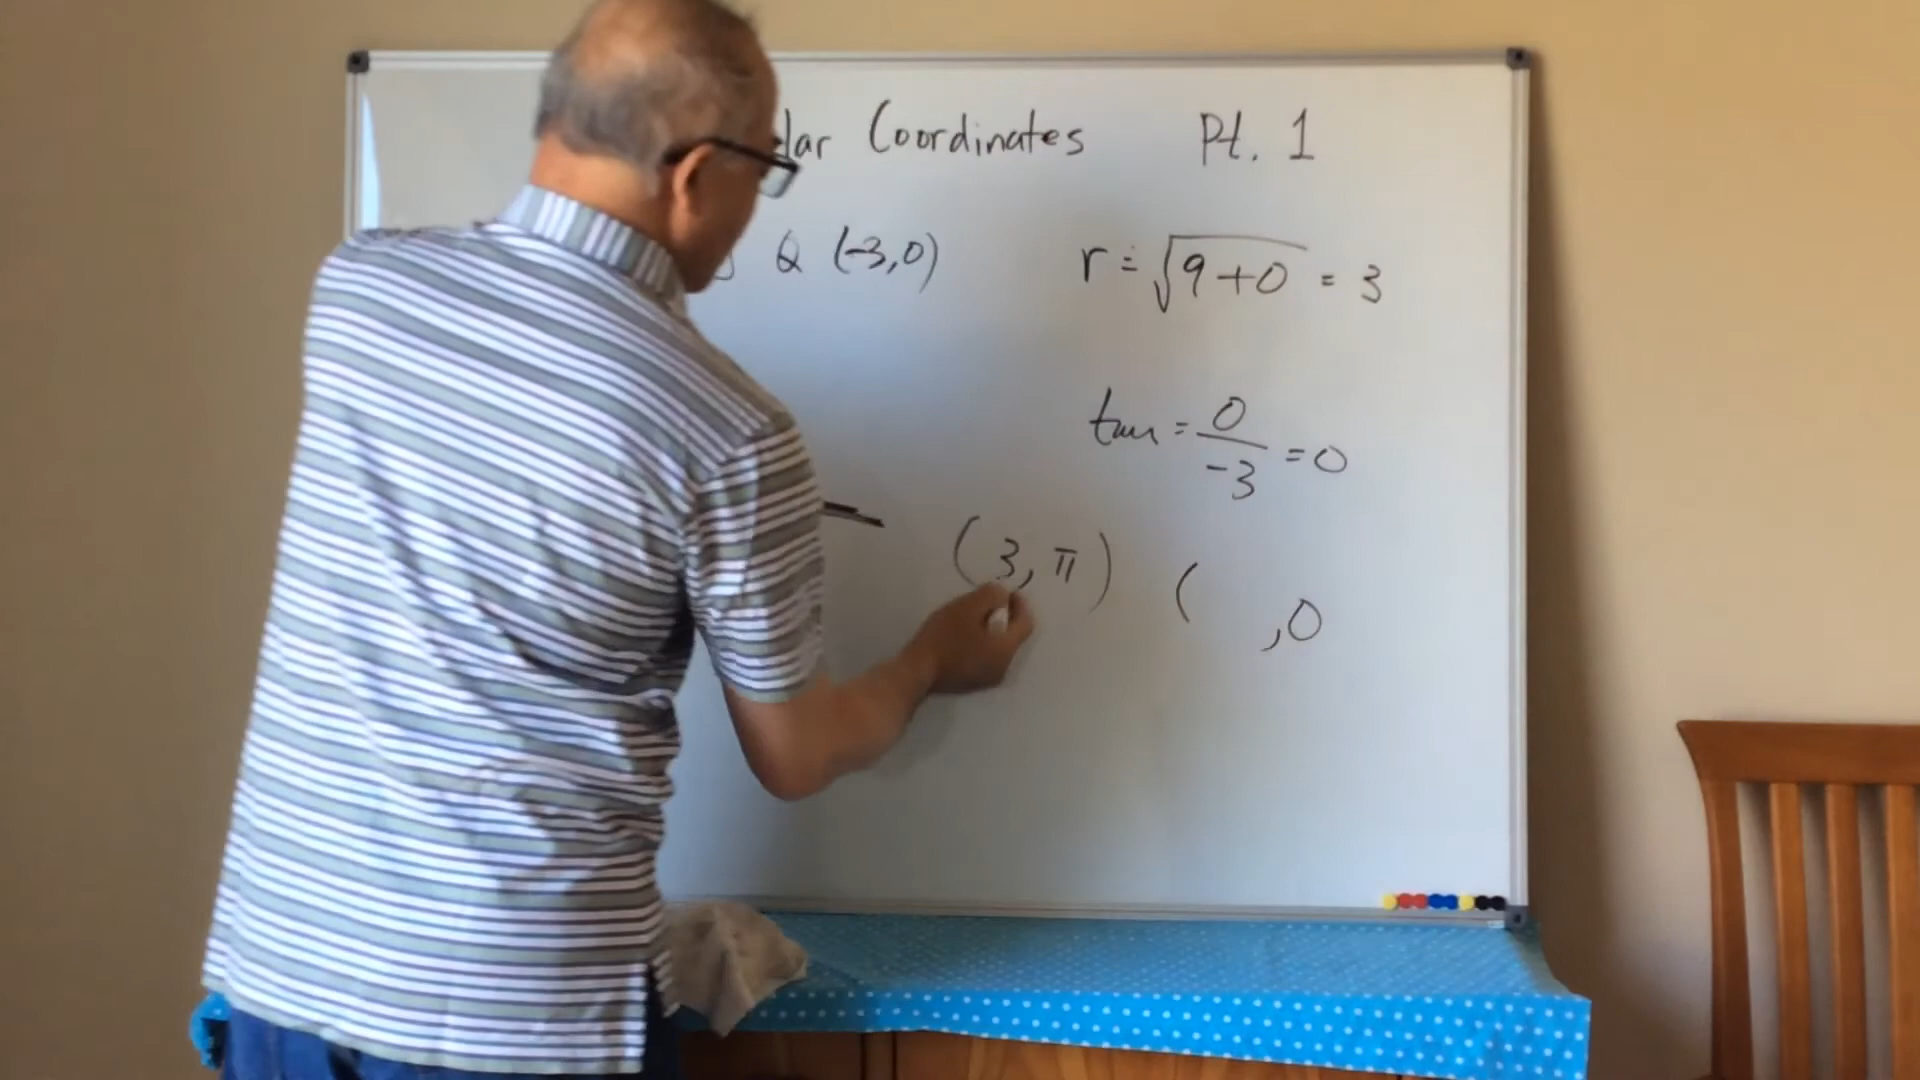 lar Coordinates Pt. 1
Q (-3,0) r = √9+0 = 3
tan = 0/-3 = 0
(3, π) ( ,0